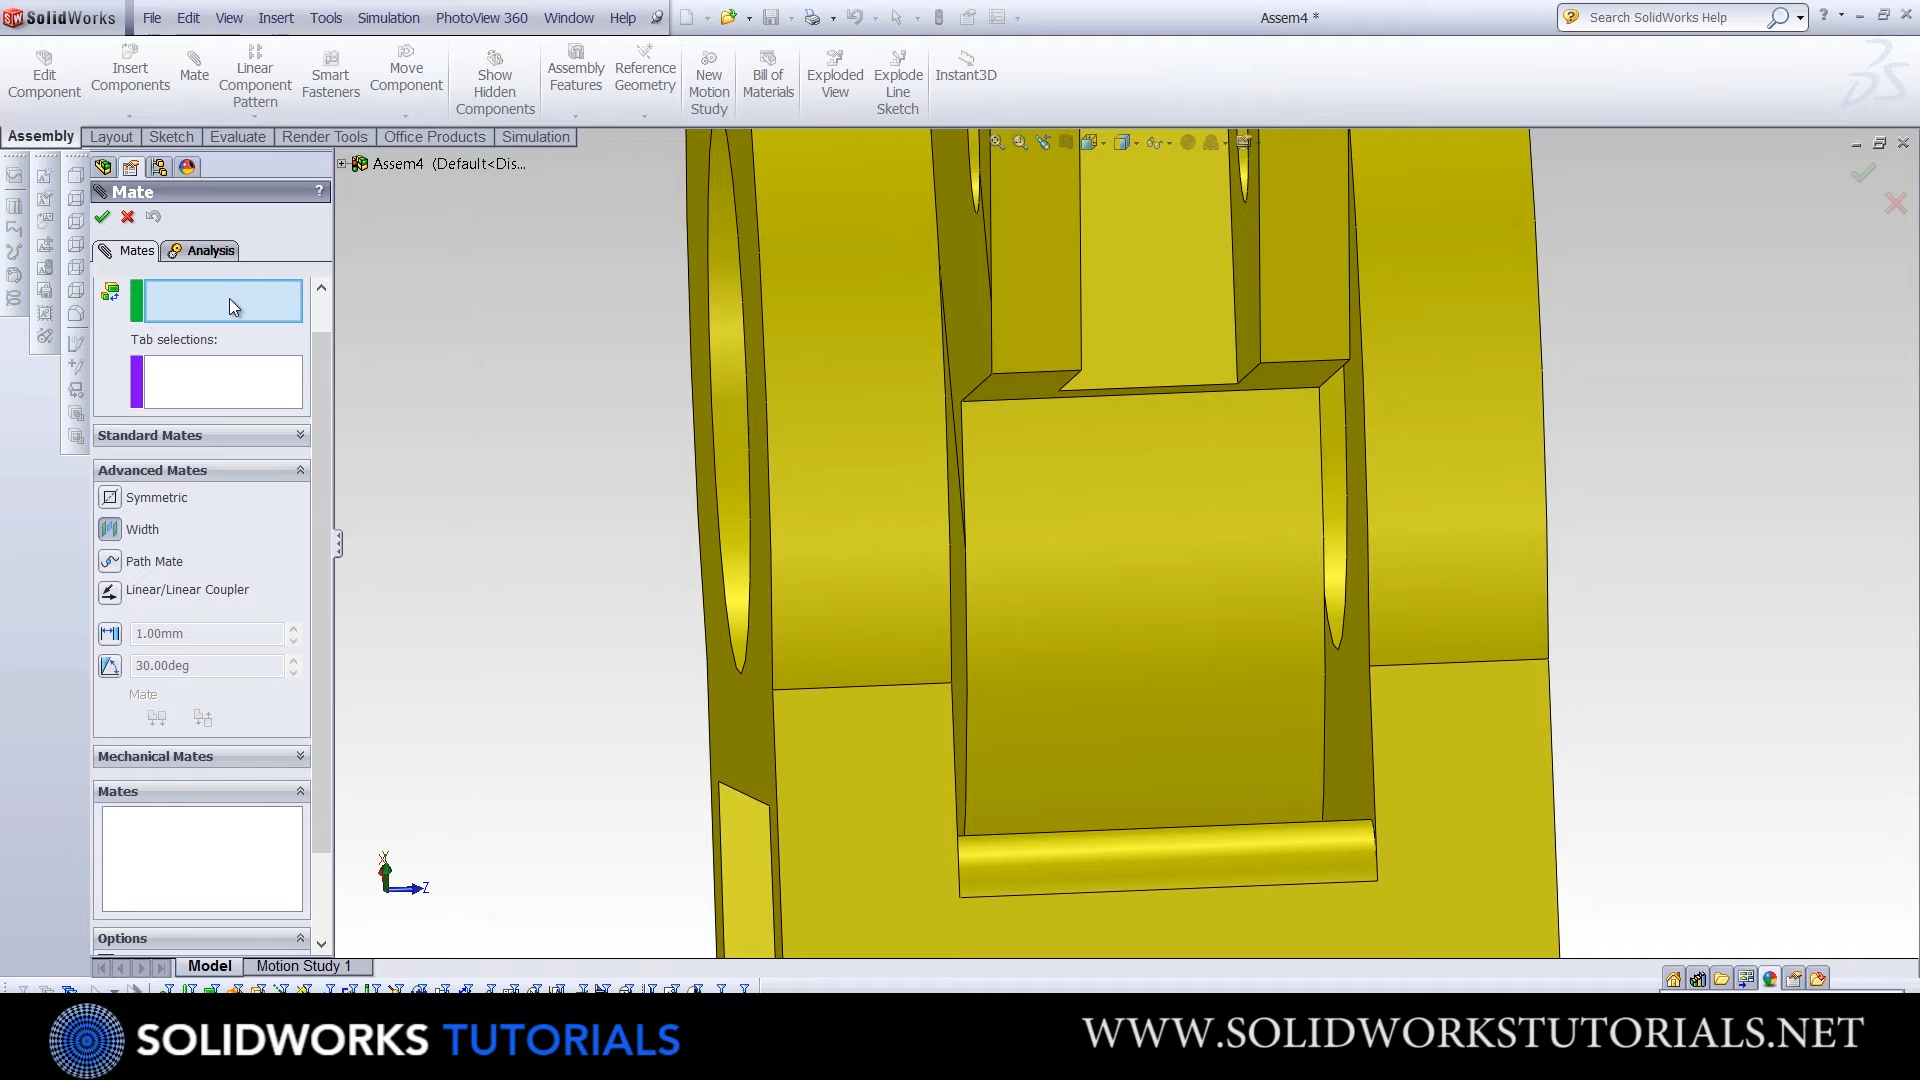 SolidWorks
File Edit View Insert Tools Simulation PhotoView 360 Window Help
Assem4 *
Search SolidWorks Help
Edit Component
Insert Components
Mate
Linear Component Pattern
Smart Fasteners
Move Component
Show Hidden Components
Assembly Features
Reference Geometry
New Motion Study
Bill of Materials
Exploded View
Explode Line Sketch
Instant3D
Assembly Layout Sketch Evaluate Render Tools Office Products Simulation
Assem4 (Default<Dis...
Mate ?
Mates Analysis
Tab selections:
Standard Mates
Advanced Mates
Symmetric
Width
Path Mate
Linear/Linear Coupler
1.00mm
30.00deg
Mate
Mechanical Mates
Mates
Options
Y
Z
Model Motion Study 1
SOLIDWORKS TUTORIALS
WWW.SOLIDWORKSTUTORIALS.NET